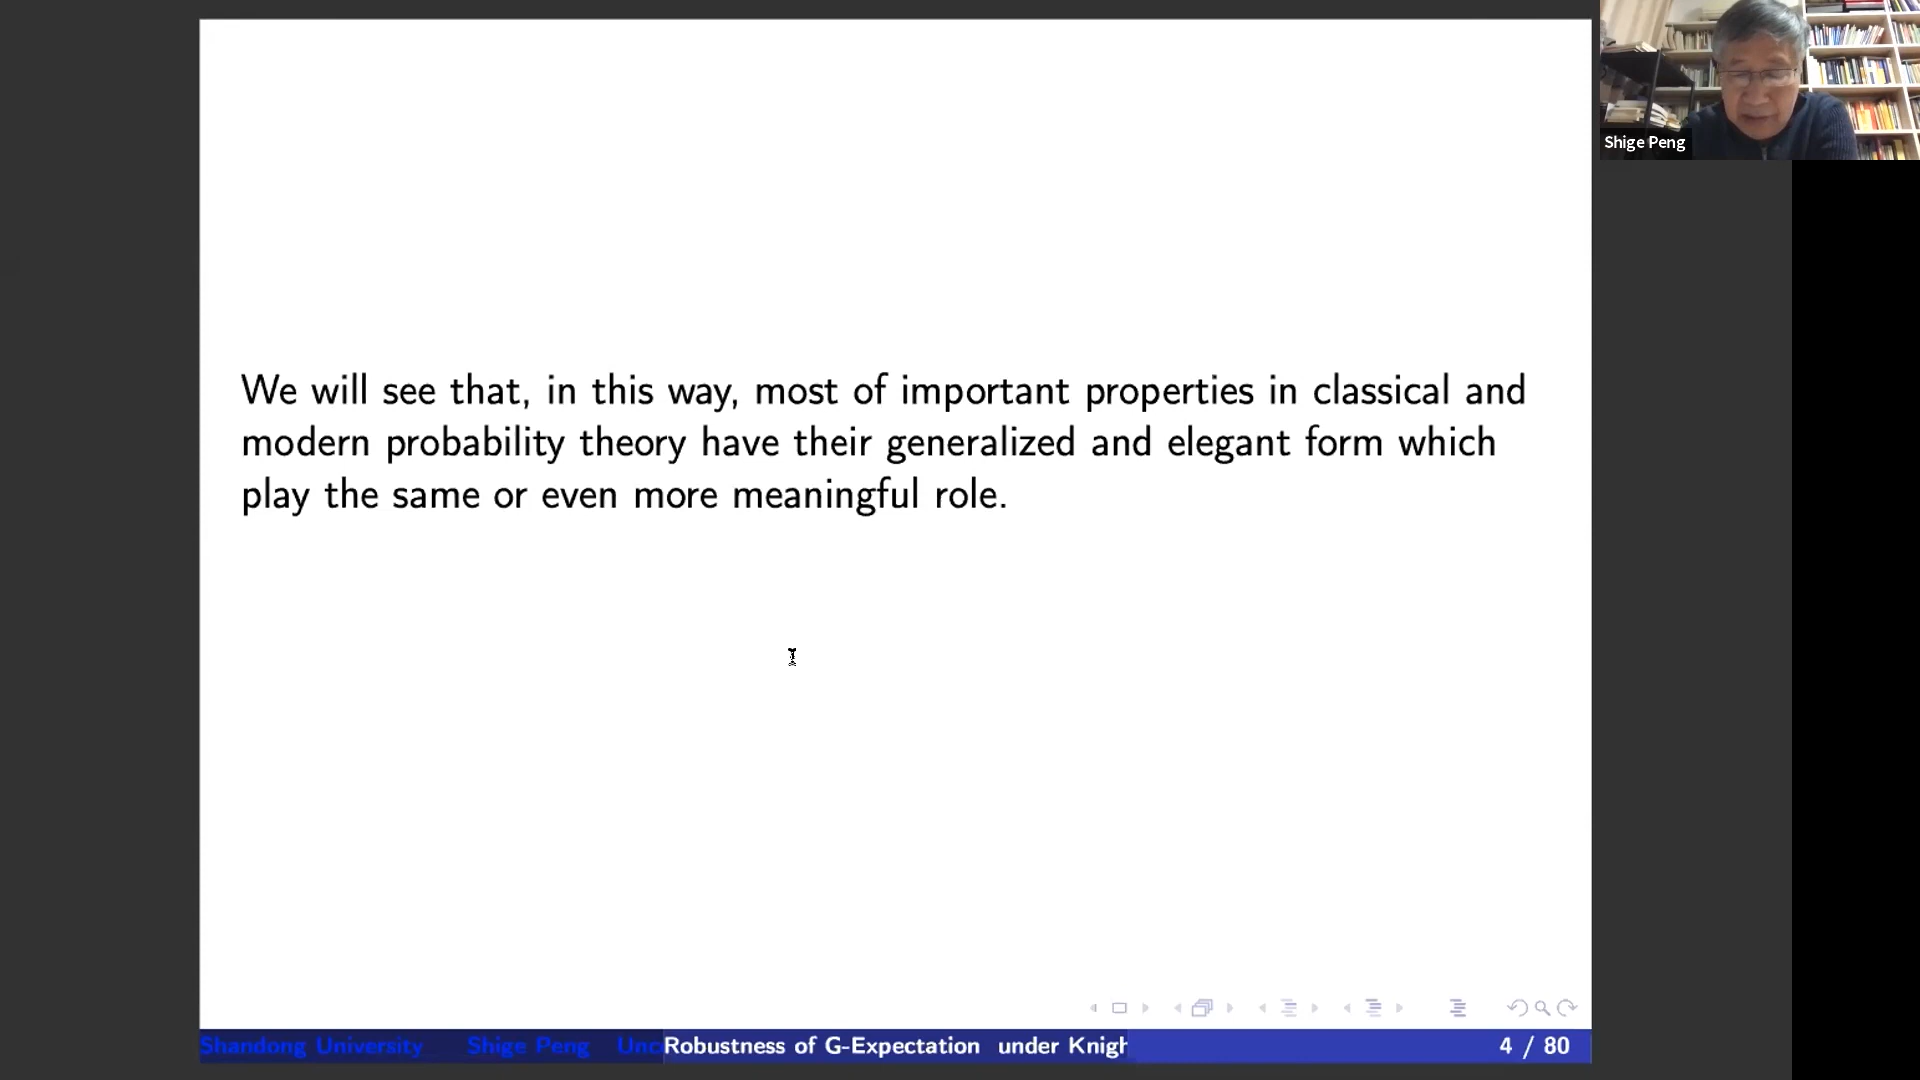 Shige Peng
We will see that, in this way, most of important properties in classical and
modern probability theory have their generalized and elegant form which
play the same or even more meaningful role.
Shandong University Shige Peng Unc Robustness of G-Expectation under Knigh 4 / 80